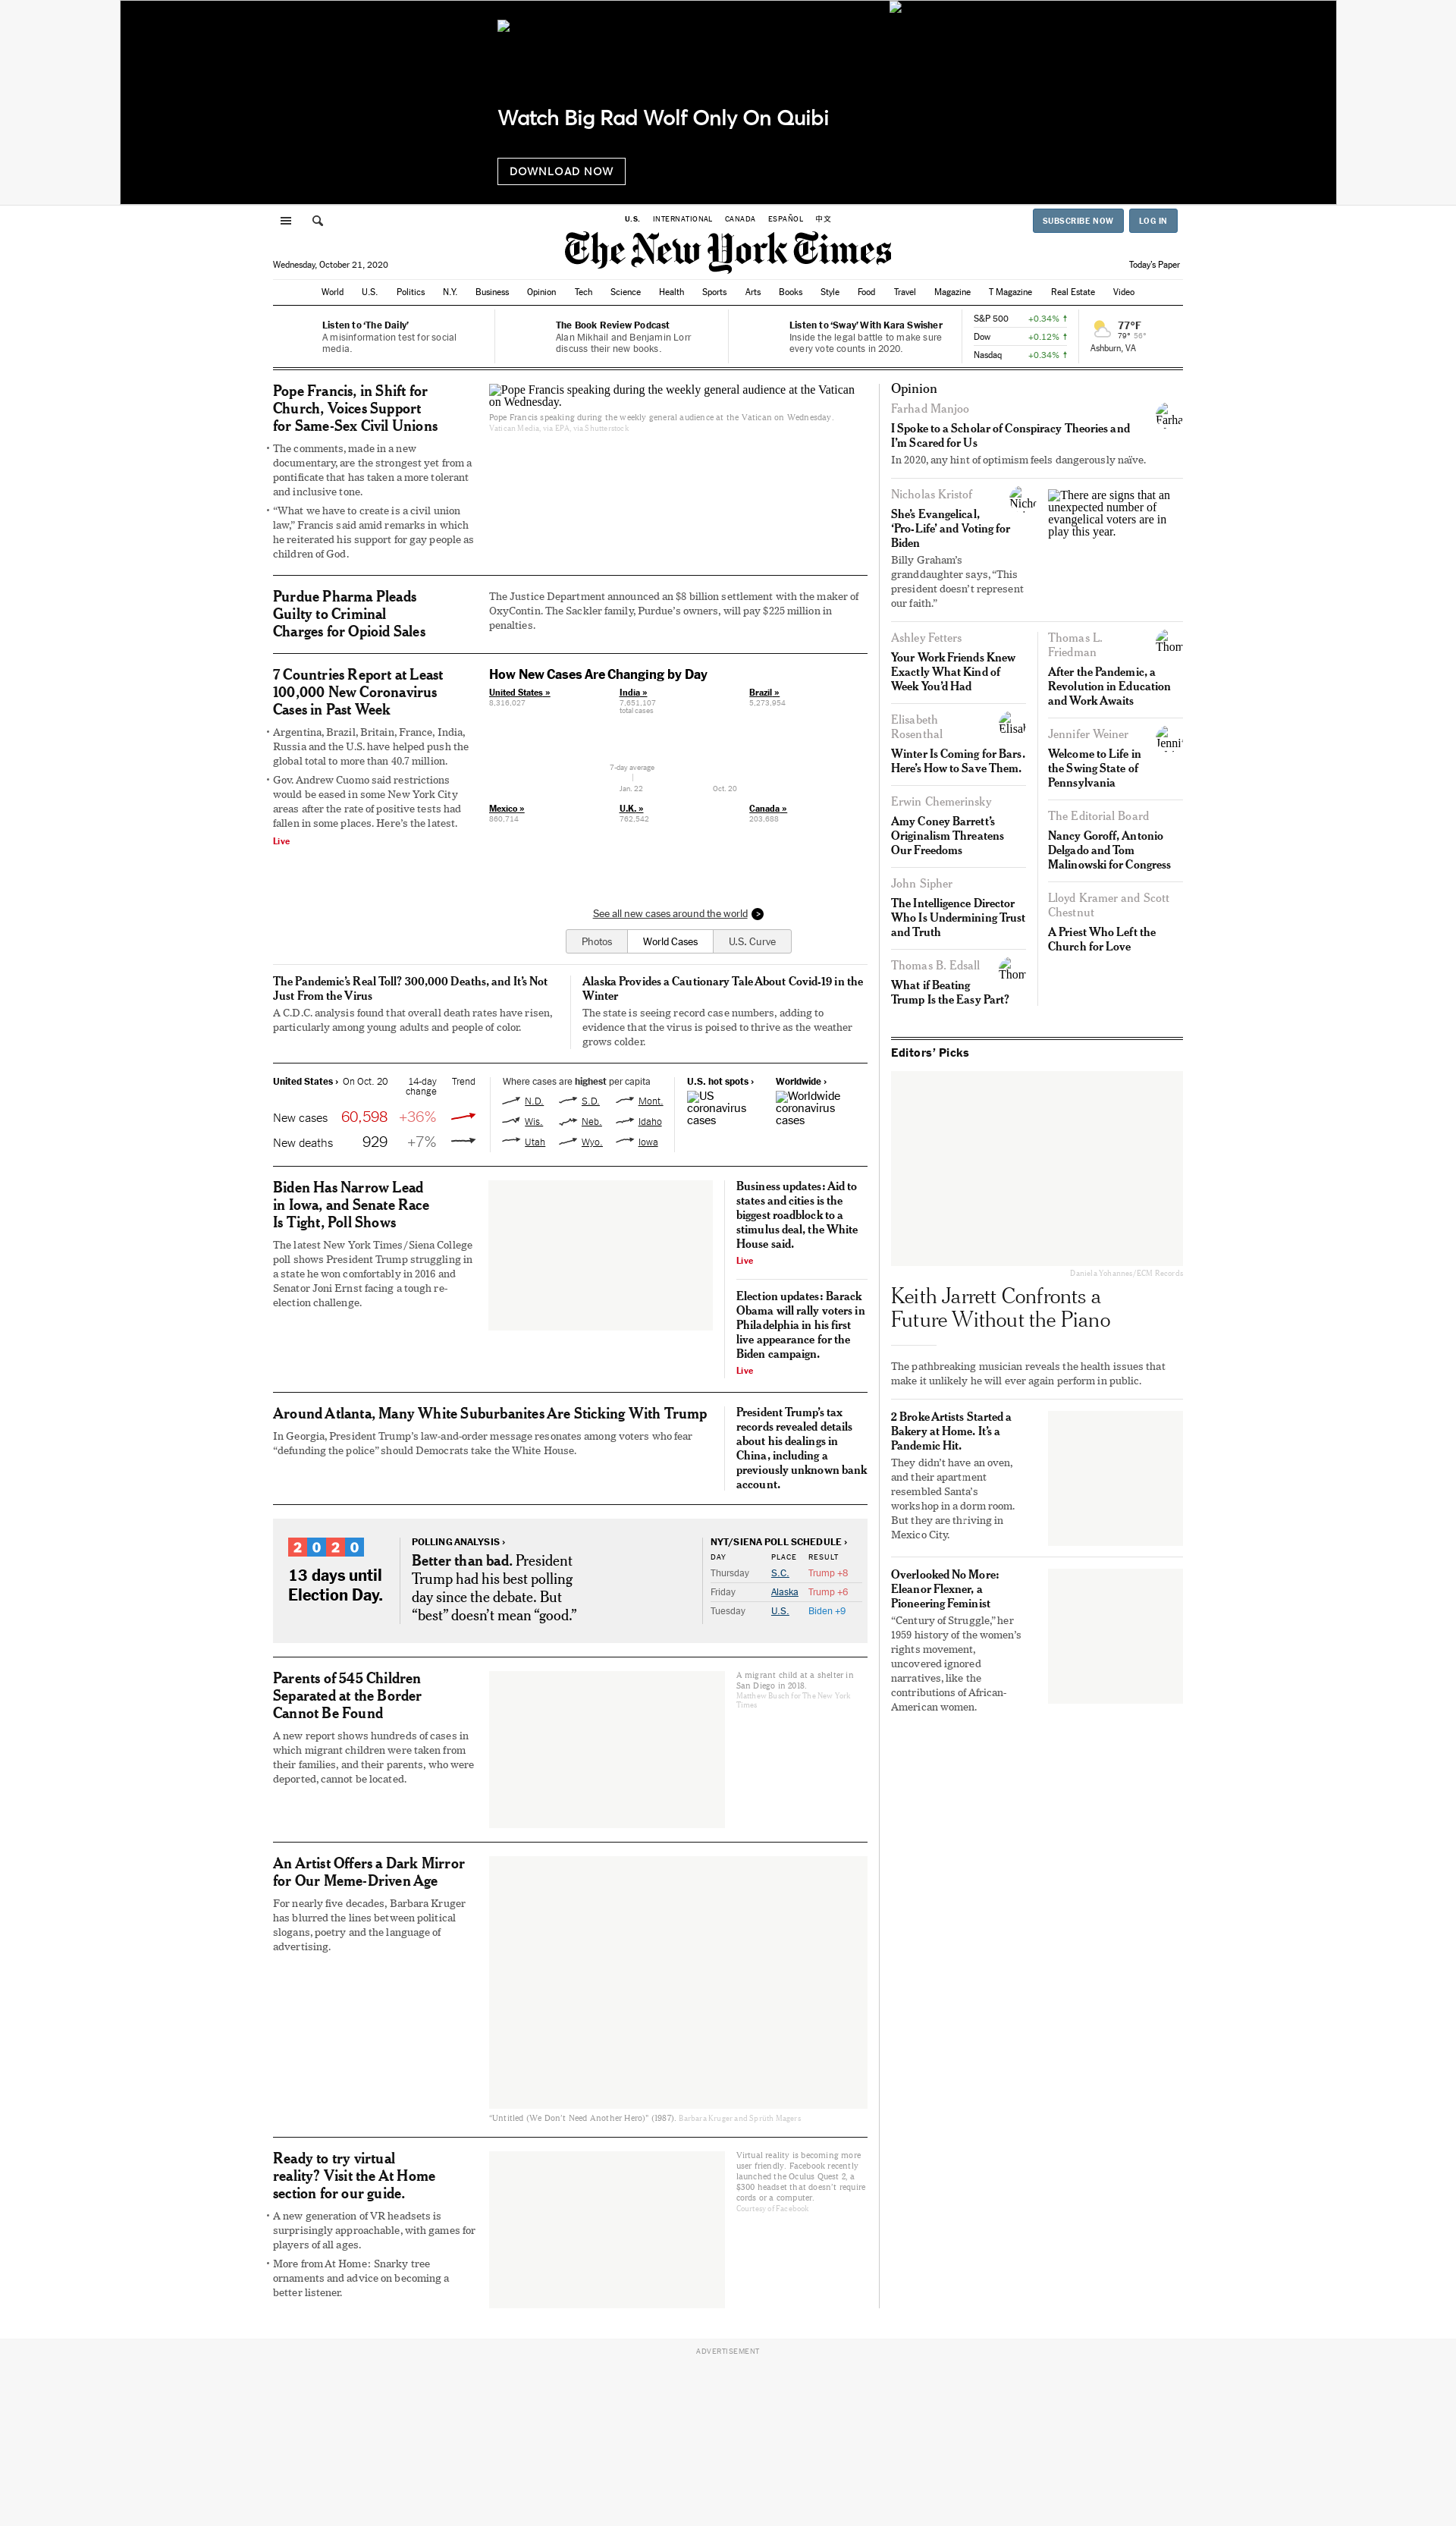 Watch Big Rad Wolf Only On Quibi
DOWNLOAD NOW
U.S. INTERNATIONAL CANADA ESPAÑOL 中文
SUBSCRIBE NOW LOG IN
The New York Times
Wednesday, October 21, 2020
Today's Paper
World U.S. Politics N.Y. Business Opinion Tech Science Health Sports Arts Books Style Food Travel Magazine T Magazine Real Estate Video
Listen to ‘The Daily’
A misinformation test for social
media.
The Book Review Podcast
Alan Mikhail and Benjamin Lorr
discuss their new books.
Listen to ‘Sway’ With Kara Swisher
Inside the legal battle to make sure
every vote counts in 2020.
S&P 500 +0.34% ↑
Dow +0.12% ↑
Nasdaq +0.34% ↑
77°F
79° 56°
Ashburn, VA
Pope Francis, in Shift for
Church, Voices Support
for Same-Sex Civil Unions
• The comments, made in a new
documentary, are the strongest yet from a
pontificate that has taken a more tolerant
and inclusive tone.
• “What we have to create is a civil union
law,” Francis said amid remarks in which
he reiterated his support for gay people as
children of God.
Pope Francis speaking during the weekly general audience at the Vatican
on Wednesday.
Pope Francis speaking during the weekly general audience at the Vatican on Wednesday.
Vatican Media, via EPA, via Shutterstock
Purdue Pharma Pleads
Guilty to Criminal
Charges for Opioid Sales
The Justice Department announced an $8 billion settlement with the maker of
OxyContin. The Sackler family, Purdue’s owners, will pay $225 million in
penalties.
7 Countries Report at Least
100,000 New Coronavirus
Cases in Past Week
• Argentina, Brazil, Britain, France, India,
Russia and the U.S. have helped push the
global total to more than 40.7 million.
• Gov. Andrew Cuomo said restrictions
would be eased in some New York City
areas after the rate of positive tests had
fallen in some places. Here’s the latest.
Live
How New Cases Are Changing by Day
United States » India » Brazil »
8,316,027 7,651,107 5,273,954
total cases
7-day average
Jan. 22 Oct. 20
Mexico » U.K. » Canada »
860,714 762,542 203,688
See all new cases around the world >
Photos World Cases U.S. Curve
The Pandemic’s Real Toll? 300,000 Deaths, and It’s Not
Just From the Virus
A C.D.C. analysis found that overall death rates have risen,
particularly among young adults and people of color.
Alaska Provides a Cautionary Tale About Covid-19 in the
Winter
The state is seeing record case numbers, adding to
evidence that the virus is poised to thrive as the weather
grows colder.
United States › On Oct. 20 14-day Trend
change
New cases 60,598 +36%
New deaths 929 +7%
Where cases are highest per capita
N.D. S.D. Mont.
Wis. Neb. Idaho
Utah Wyo. Iowa
U.S. hot spots ›
US
coronavirus
cases
Worldwide ›
Worldwide
coronavirus
cases
Biden Has Narrow Lead
in Iowa, and Senate Race
Is Tight, Poll Shows
The latest New York Times/Siena College
poll shows President Trump struggling in
a state he won comfortably in 2016 and
Senator Joni Ernst facing a tough re-
election challenge.
Business updates: Aid to
states and cities is the
biggest roadblock to a
stimulus deal, the White
House said.
Live
Election updates: Barack
Obama will rally voters in
Philadelphia in his first
live appearance for the
Biden campaign.
Live
Around Atlanta, Many White Suburbanites Are Sticking With Trump
In Georgia, President Trump’s law-and-order message resonates among voters who fear
“defunding the police” should Democrats take the White House.
President Trump’s tax
records revealed details
about his dealings in
China, including a
previously unknown bank
account.
2020
13 days until
Election Day.
POLLING ANALYSIS ›
Better than bad. President
Trump had his best polling
day since the debate. But
“best” doesn’t mean “good.”
NYT/SIENA POLL SCHEDULE ›
DAY PLACE RESULT
Thursday S.C. Trump +8
Friday Alaska Trump +6
Tuesday U.S. Biden +9
Parents of 545 Children
Separated at the Border
Cannot Be Found
A new report shows hundreds of cases in
which migrant children were taken from
their families, and their parents, who were
deported, cannot be located.
A migrant child at a shelter in
San Diego in 2018.
Matthew Busch for The New York
Times
An Artist Offers a Dark Mirror
for Our Meme-Driven Age
For nearly five decades, Barbara Kruger
has blurred the lines between political
slogans, poetry and the language of
advertising.
“Untitled (We Don’t Need Another Hero)” (1987). Barbara Kruger and Sprüth Magers
Ready to try virtual
reality? Visit the At Home
section for our guide.
• A new generation of VR headsets is
surprisingly approachable, with games for
players of all ages.
• More from At Home: Snarky tree
ornaments and advice on becoming a
better listener.
Virtual reality is becoming more
user friendly. Facebook recently
launched the Oculus Quest 2, a
$300 headset that doesn’t require
cords or a computer.
Courtesy of Facebook
Opinion
Farhad Manjoo
Farha
I Spoke to a Scholar of Conspiracy Theories and
I’m Scared for Us
In 2020, any hint of optimism feels dangerously naïve.
Nicholas Kristof
Nicho
She’s Evangelical,
‘Pro-Life’ and Voting for
Biden
Billy Graham’s
granddaughter says, “This
president doesn’t represent
our faith.”
There are signs that an
unexpected number of
evangelical voters are in
play this year.
Ashley Fetters
Your Work Friends Knew
Exactly What Kind of
Week You’d Had
Elisabeth
Rosenthal
Elisab
Winter Is Coming for Bars.
Here’s How to Save Them.
Erwin Chemerinsky
Amy Coney Barrett’s
Originalism Threatens
Our Freedoms
John Sipher
The Intelligence Director
Who Is Undermining Trust
and Truth
Thomas B. Edsall
Thom
What if Beating
Trump Is the Easy Part?
Thomas L.
Friedman
Thom
After the Pandemic, a
Revolution in Education
and Work Awaits
Jennifer Weiner
Jennif
Welcome to Life in
the Swing State of
Pennsylvania
The Editorial Board
Nancy Goroff, Antonio
Delgado and Tom
Malinowski for Congress
Lloyd Kramer and Scott
Chestnut
A Priest Who Left the
Church for Love
Editors’ Picks
Daniela Yohannes/ECM Records
Keith Jarrett Confronts a
Future Without the Piano
The pathbreaking musician reveals the health issues that
make it unlikely he will ever again perform in public.
2 Broke Artists Started a
Bakery at Home. It’s a
Pandemic Hit.
They didn’t have an oven,
and their apartment
resembled Santa’s
workshop in a dorm room.
But they are thriving in
Mexico City.
Overlooked No More:
Eleanor Flexner, a
Pioneering Feminist
“Century of Struggle,” her
1959 history of the women’s
rights movement,
uncovered ignored
narratives, like the
contributions of African-
American women.
ADVERTISEMENT